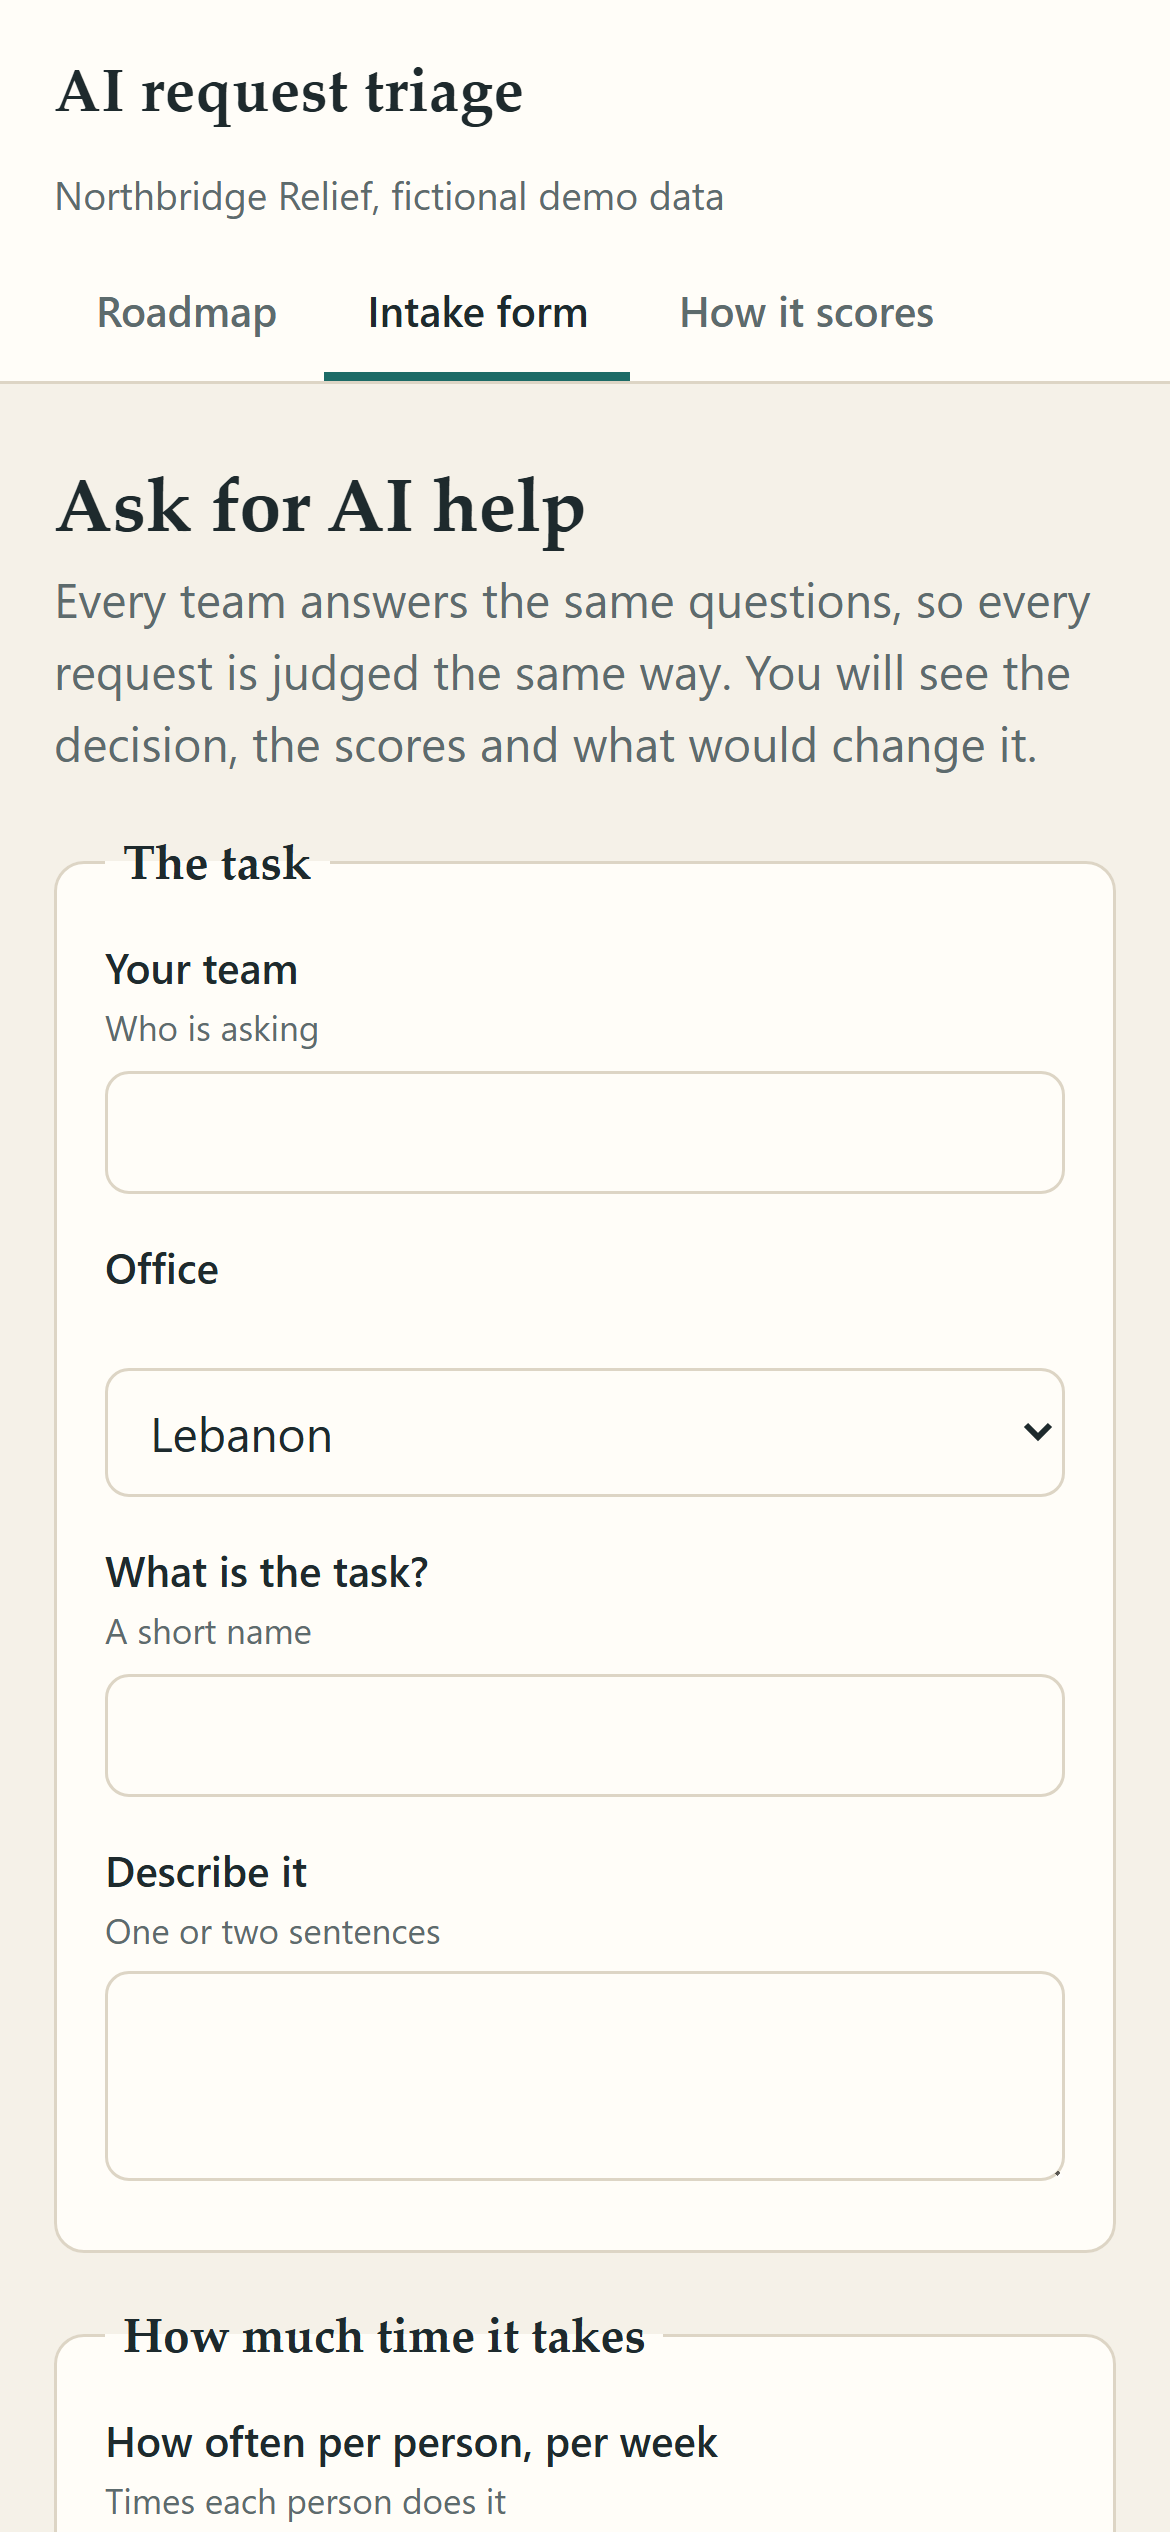 AI request triage
Northbridge Relief, fictional demo data
Roadmap
Intake form
How it scores
Ask for AI help
Every team answers the same questions, so every
request is judged the same way. You will see the
decision, the scores and what would change it.
The task
Your team
Who is asking
Office
Lebanon
What is the task?
A short name
Describe it
One or two sentences
How much time it takes
How often per person, per week
Times each person does it